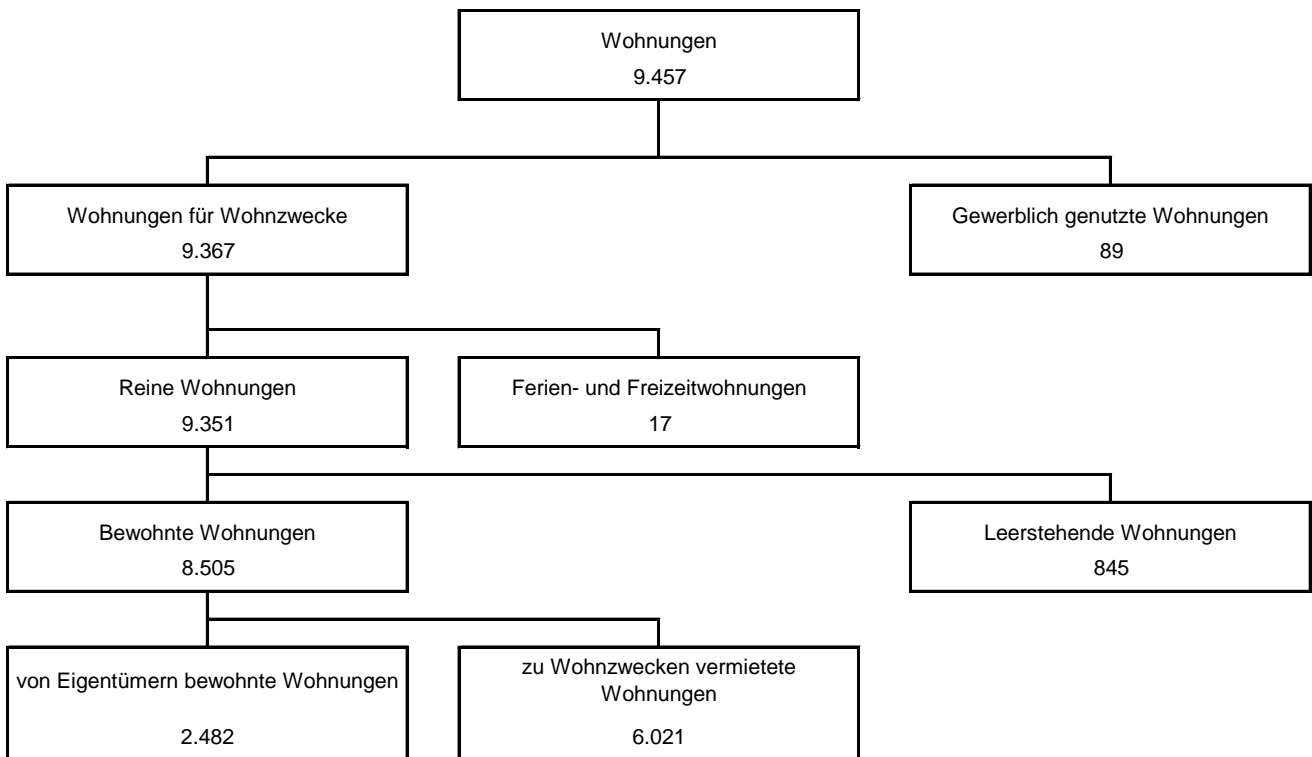 Wohnungen
9.457
Wohnungen für Wohnzwecke
9.367
Gewerblich genutzte Wohnungen
89
Reine Wohnungen
9.351
Ferien- und Freizeitwohnungen
17
Bewohnte Wohnungen
8.505
Leerstehende Wohnungen
845
von Eigentümern bewohnte Wohnungen
2.482
zu Wohnzwecken vermietete
Wohnungen
6.021